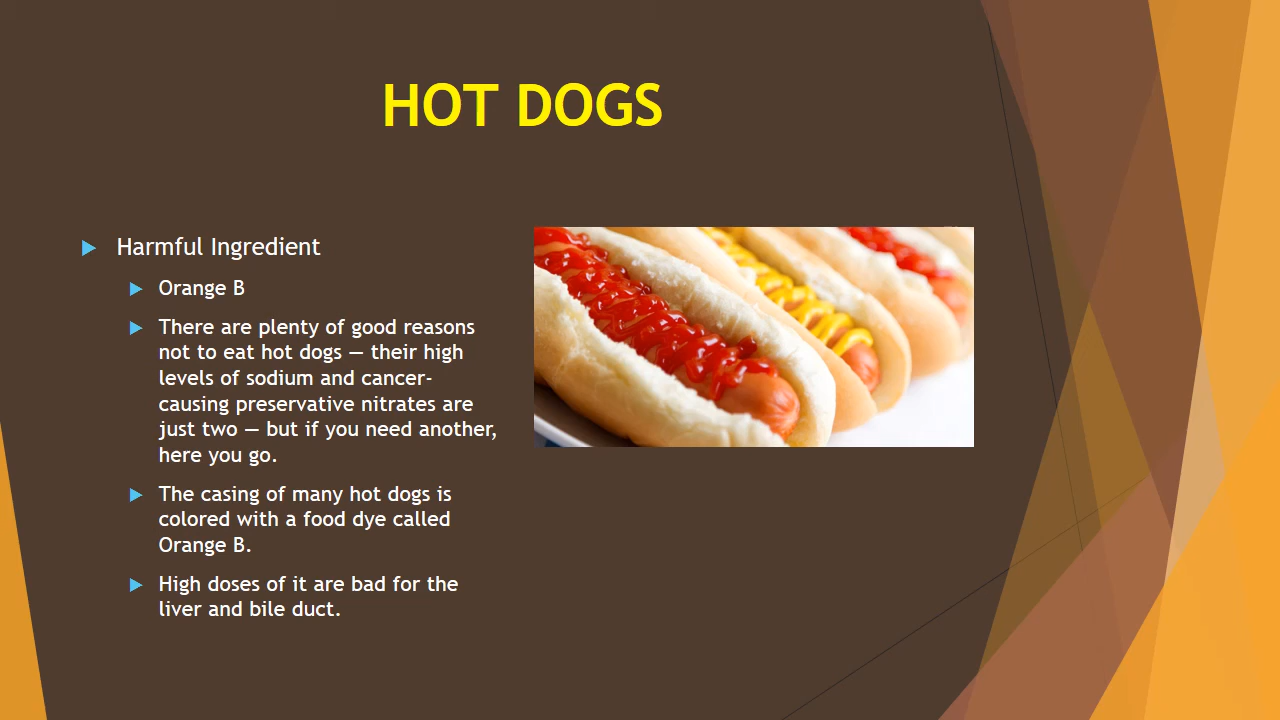 HOT DOGS
Harmful Ingredient
Orange B
There are plenty of good reasons
not to eat hot dogs — their high
levels of sodium and cancer-
causing preservative nitrates are
just two — but if you need another,
here you go.
The casing of many hot dogs is
colored with a food dye called
Orange B.
High doses of it are bad for the
liver and bile duct.